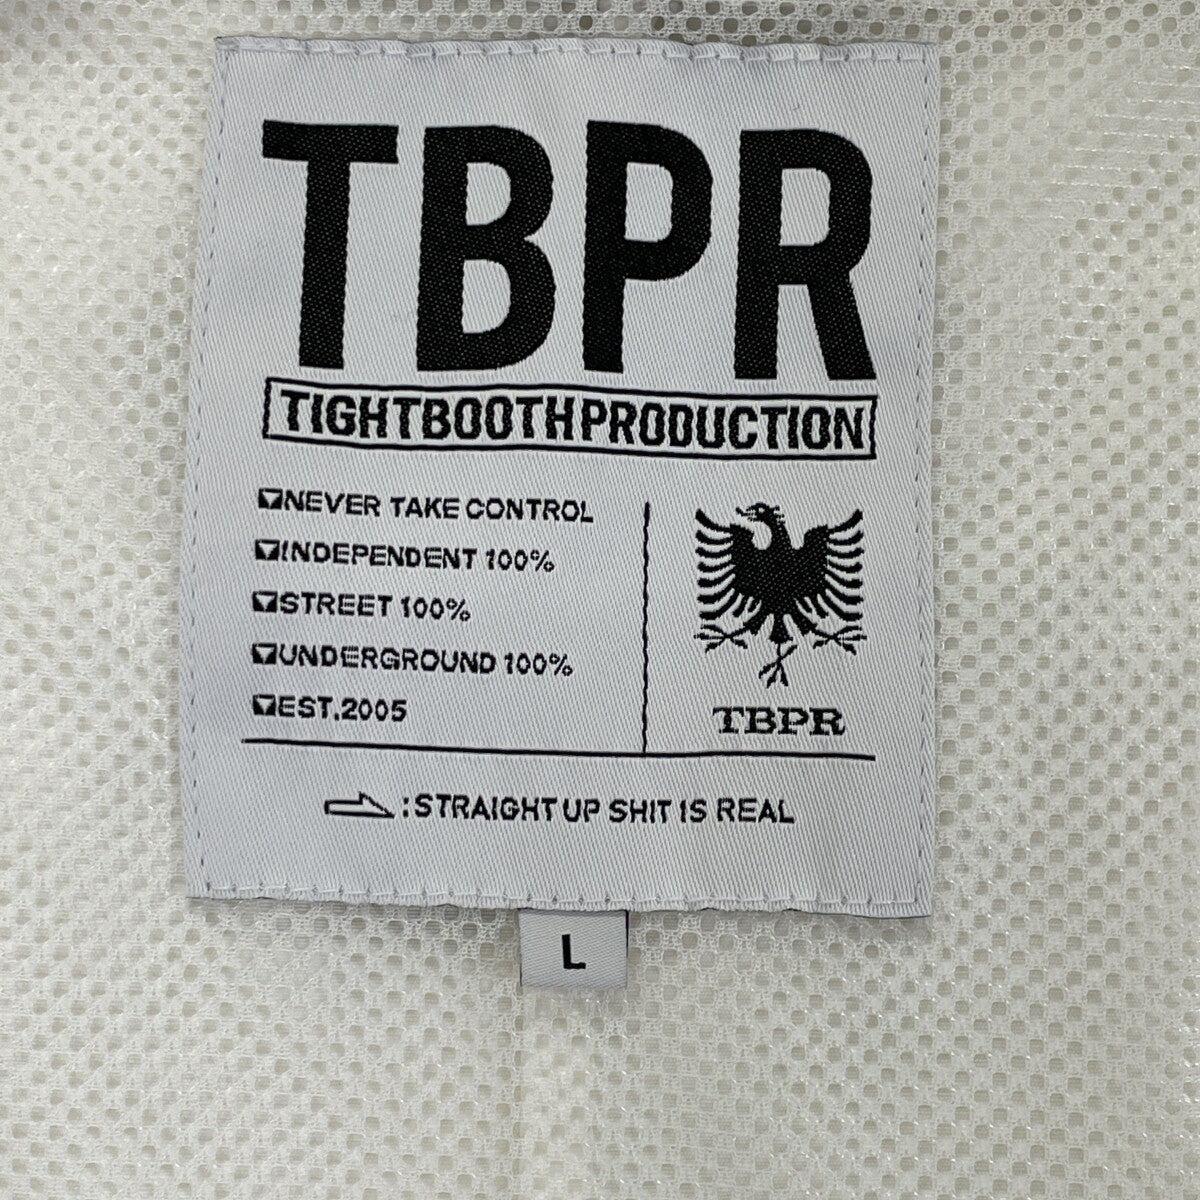 TBPR
TIGHTBOOTHPRODUCTION
NEVER TAKE CONTROL
INDEPENDENT 100%
STREET 100%
UNDERGROUND 100%
EST.2005
TBPR
:STRAIGHT UP SHIT IS REAL
L